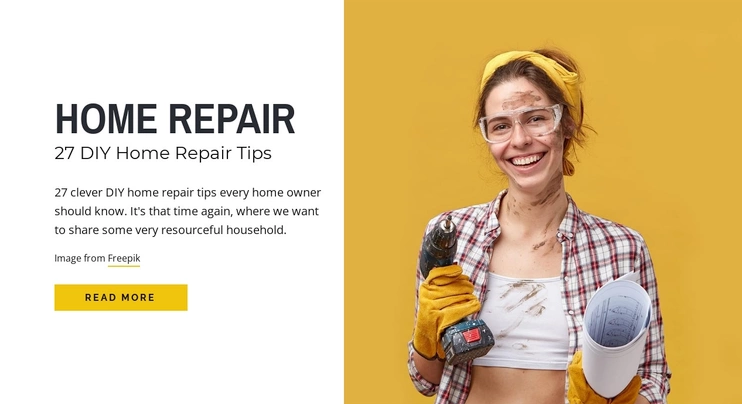 HOME REPAIR
27 DIY Home Repair Tips
27 clever DIY home repair tips every home owner
should know. It's that time again, where we want
to share some very resourceful household.
Image from Freepik
READ MORE